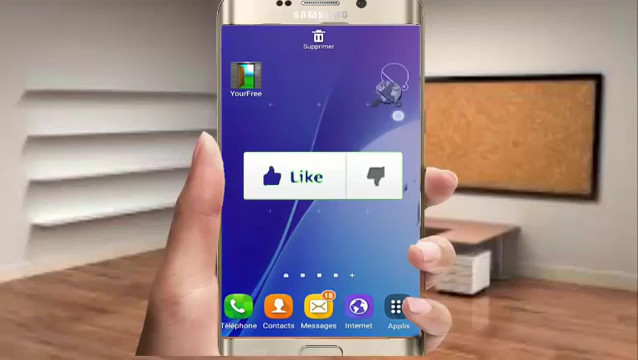 SAMSUNG
Supprimer
YourFree
Like
18
Téléphone
Contacts
Messages
Internet
Applis